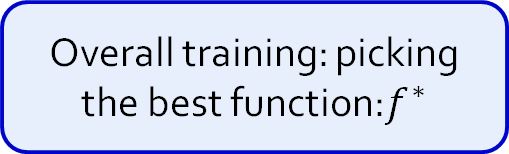 Overall training: picking
the best function: f*